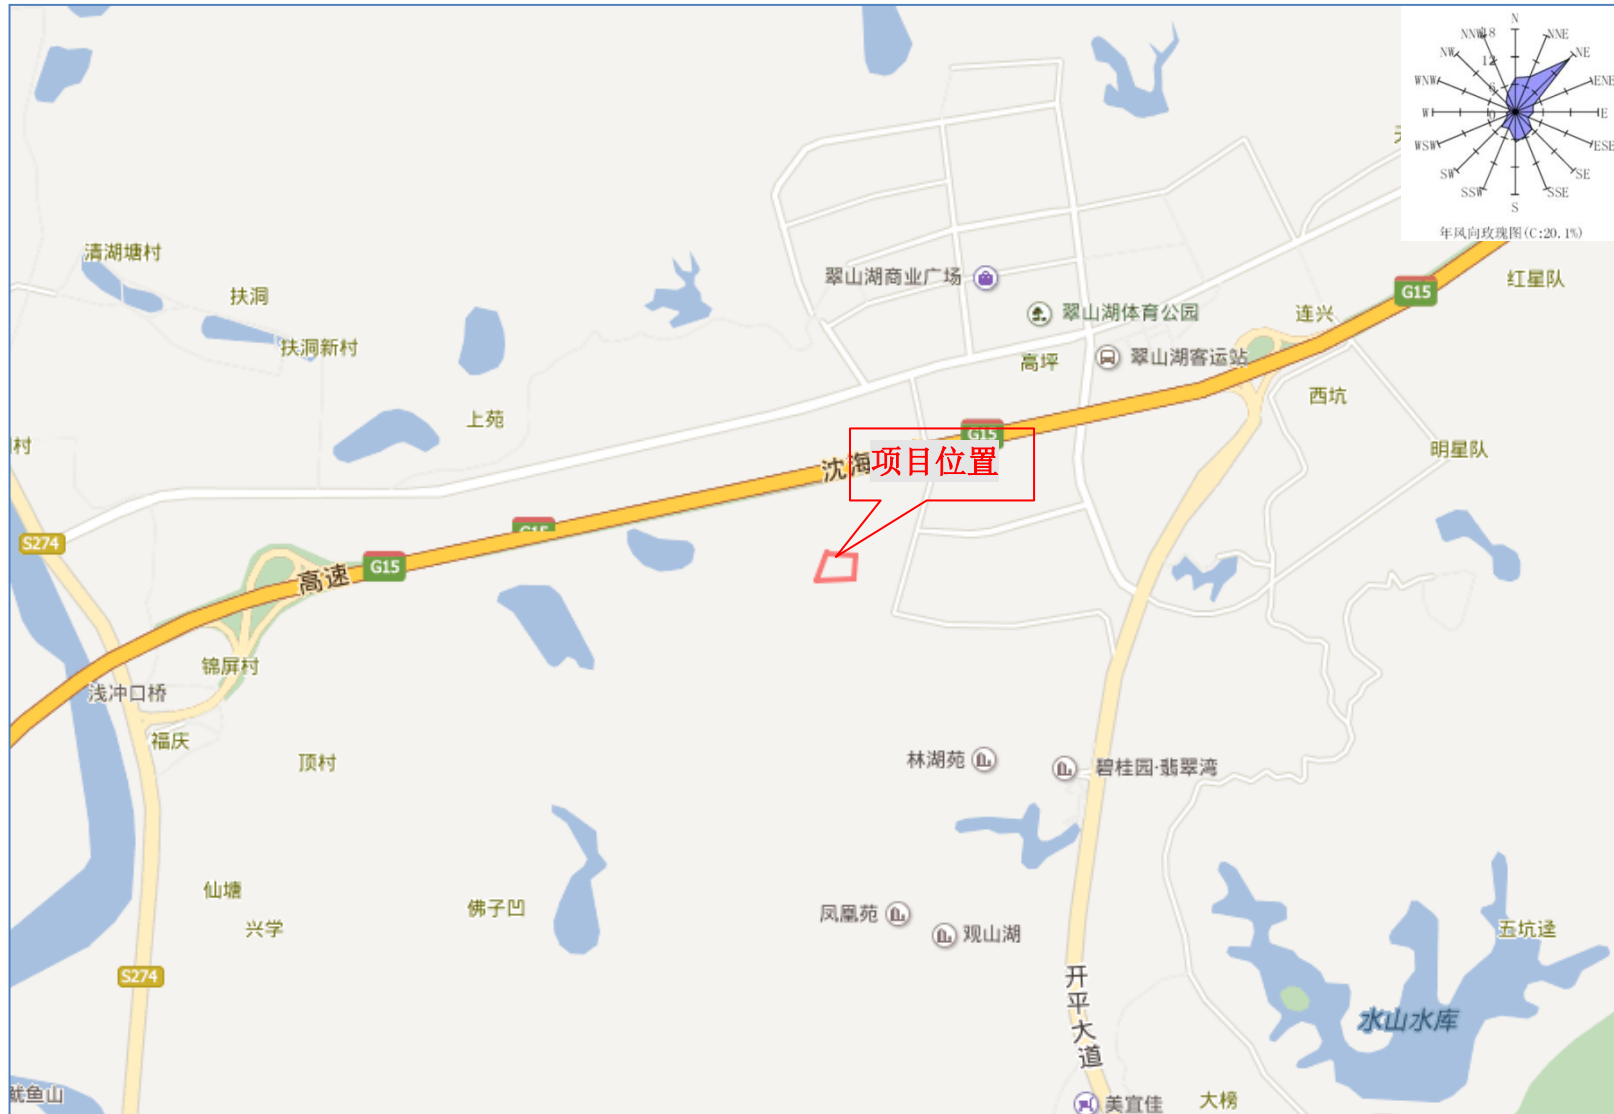 N
NNW
18
NNE
NW
NE
12
WNW
6
ENE
W
0
E
WSW
ESE
SW
SE
SSW
SSE
S
年风向玫瑰图(C:20.1%)
清湖塘村
扶洞
扶洞新村
翠山湖商业广场
翠山湖体育公园
连兴
红星队
G15
高坪
翠山湖客运站
西坑
上苑
G15
明星队
村
沈海
项目位置
S274
G15
高速
G15
锦屏村
浅冲口桥
福庆
顶村
林湖苑
碧桂园·翡翠湾
仙塘
兴学
佛子凹
凤凰苑
观山湖
五坑迳
S274
开平大道
水山水库
鱿鱼山
美宜佳
大榜